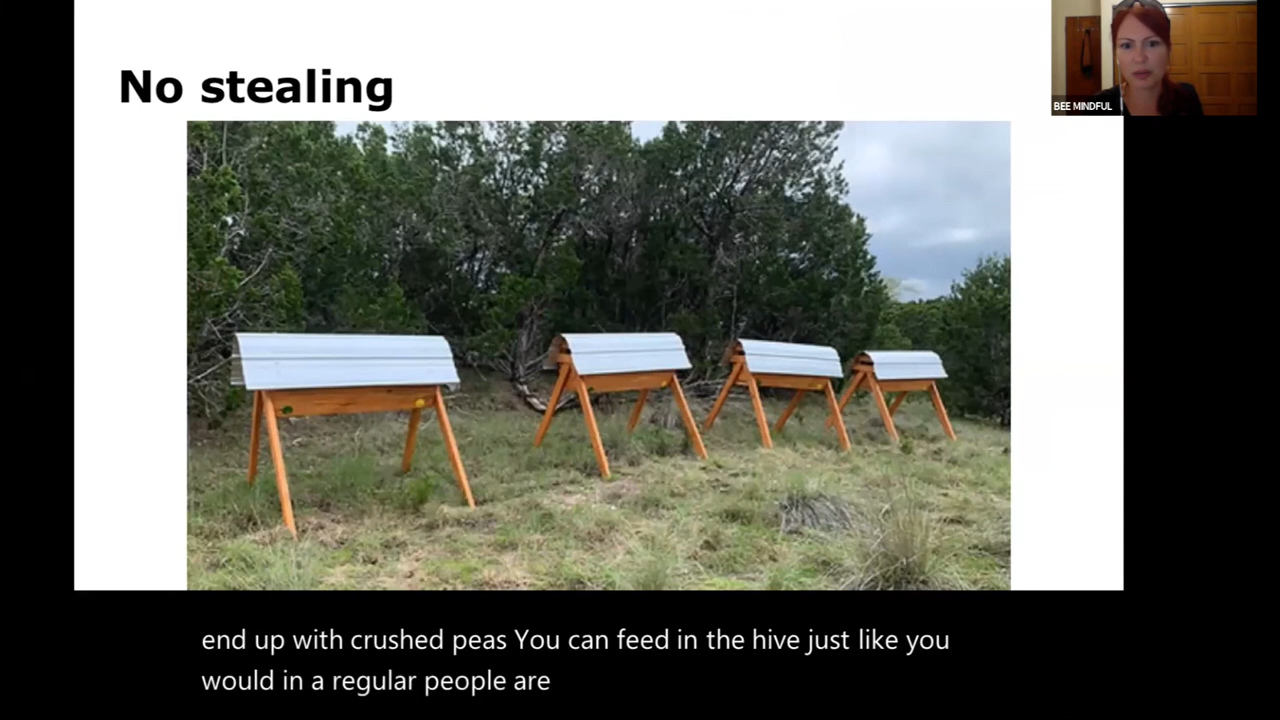 No stealing
BEE MINDFUL
end up with crushed peas You can feed in the hive just like you
would in a regular people are